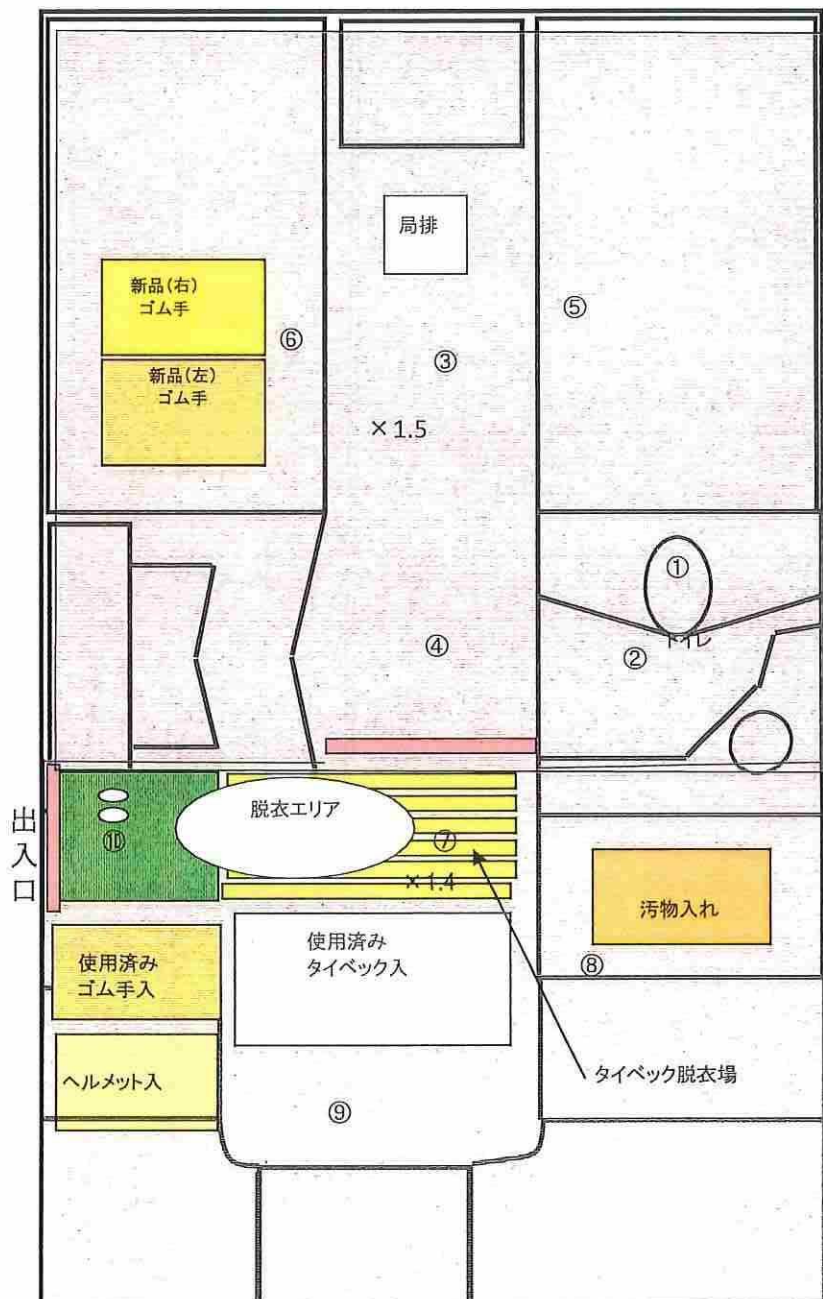 局排
新品(右)
ゴム手
⑥
新品(左)
ゴム手
⑤
③
×1.5
①
トイレ
②
④
出入口
⑩
脱衣エリア
⑦
×1.4
汚物入れ
使用済み
ゴム手入
使用済み
タイベック入
⑧
ヘルメット入
タイベック脱衣場
⑨